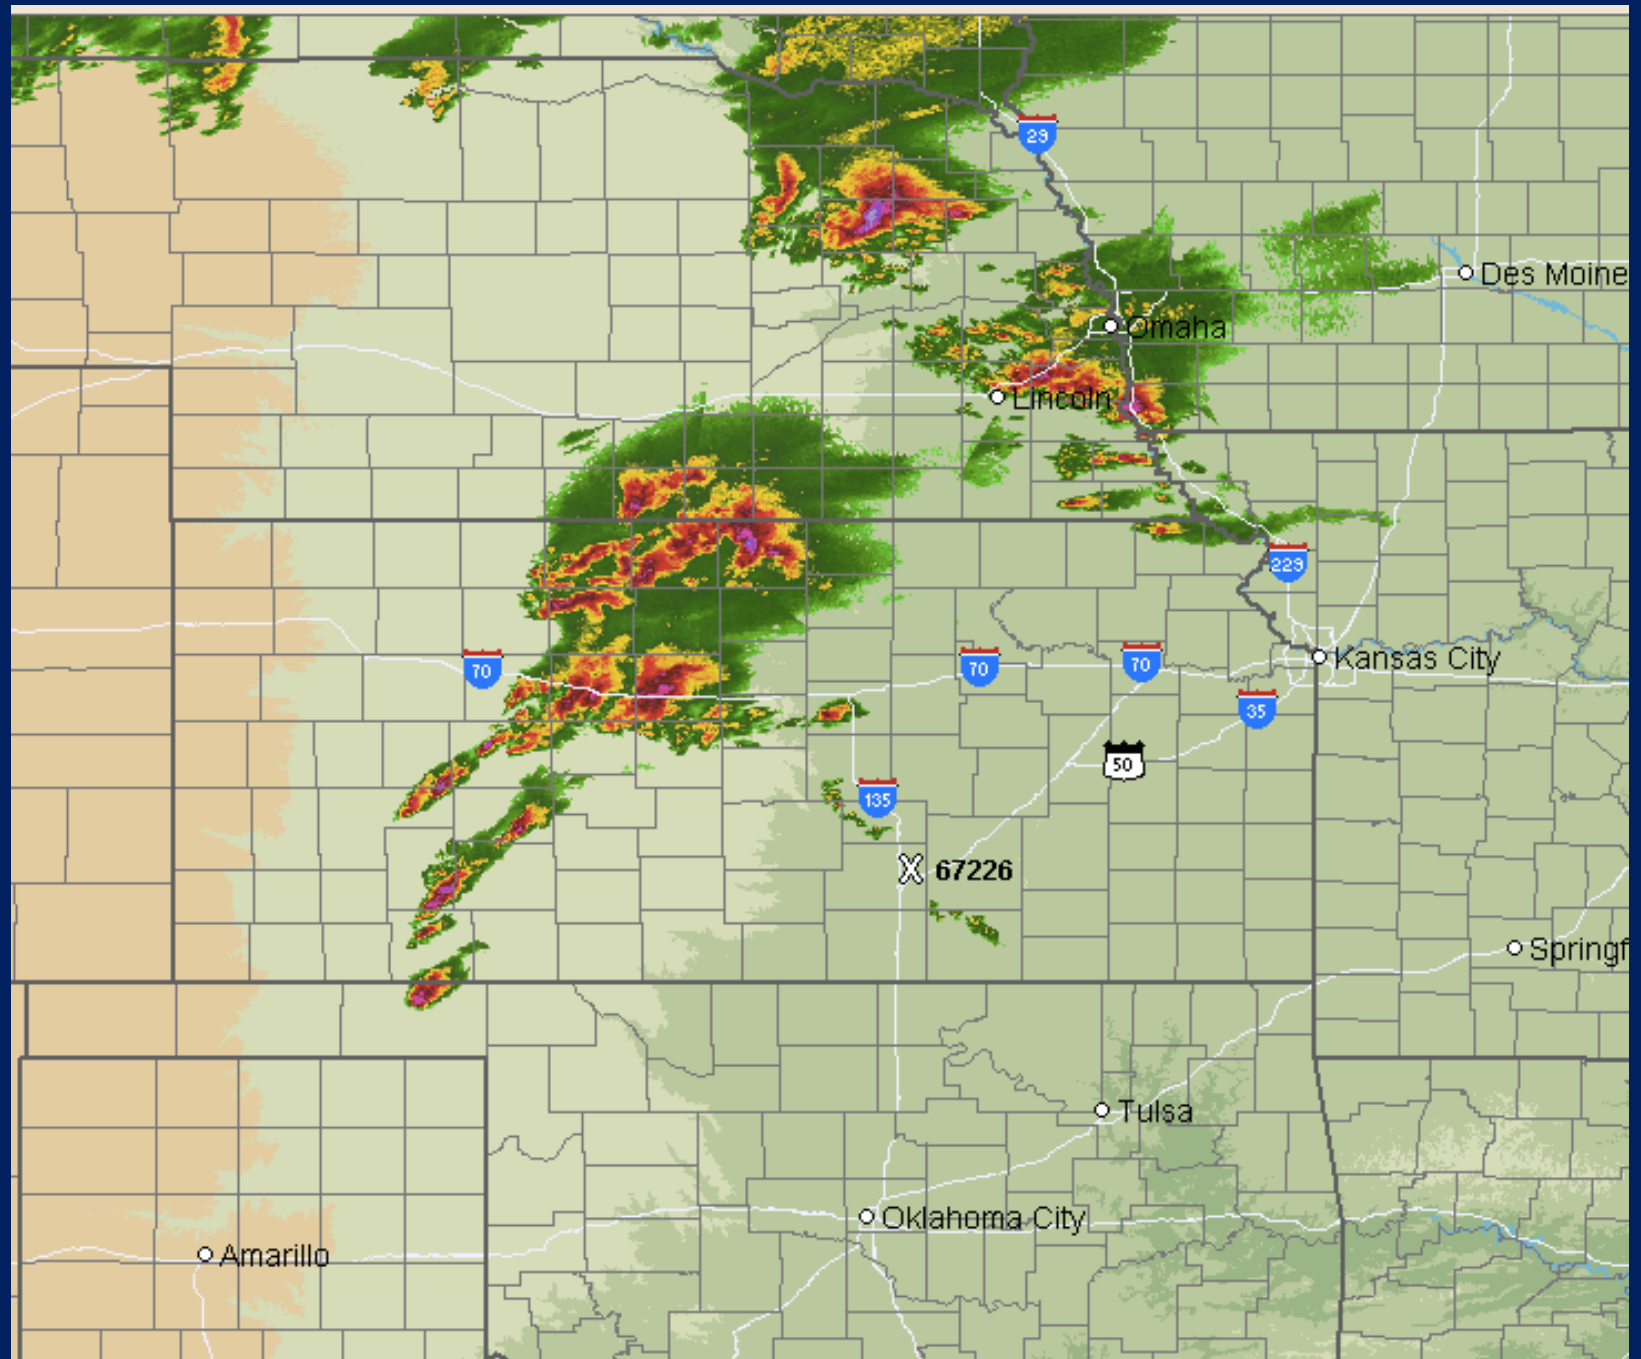 29
Des Moine
Omaha
Lincoln
229
Kansas City
70
70
70
35
50
135
67226
Springf
Tulsa
Oklahoma City
Amarillo